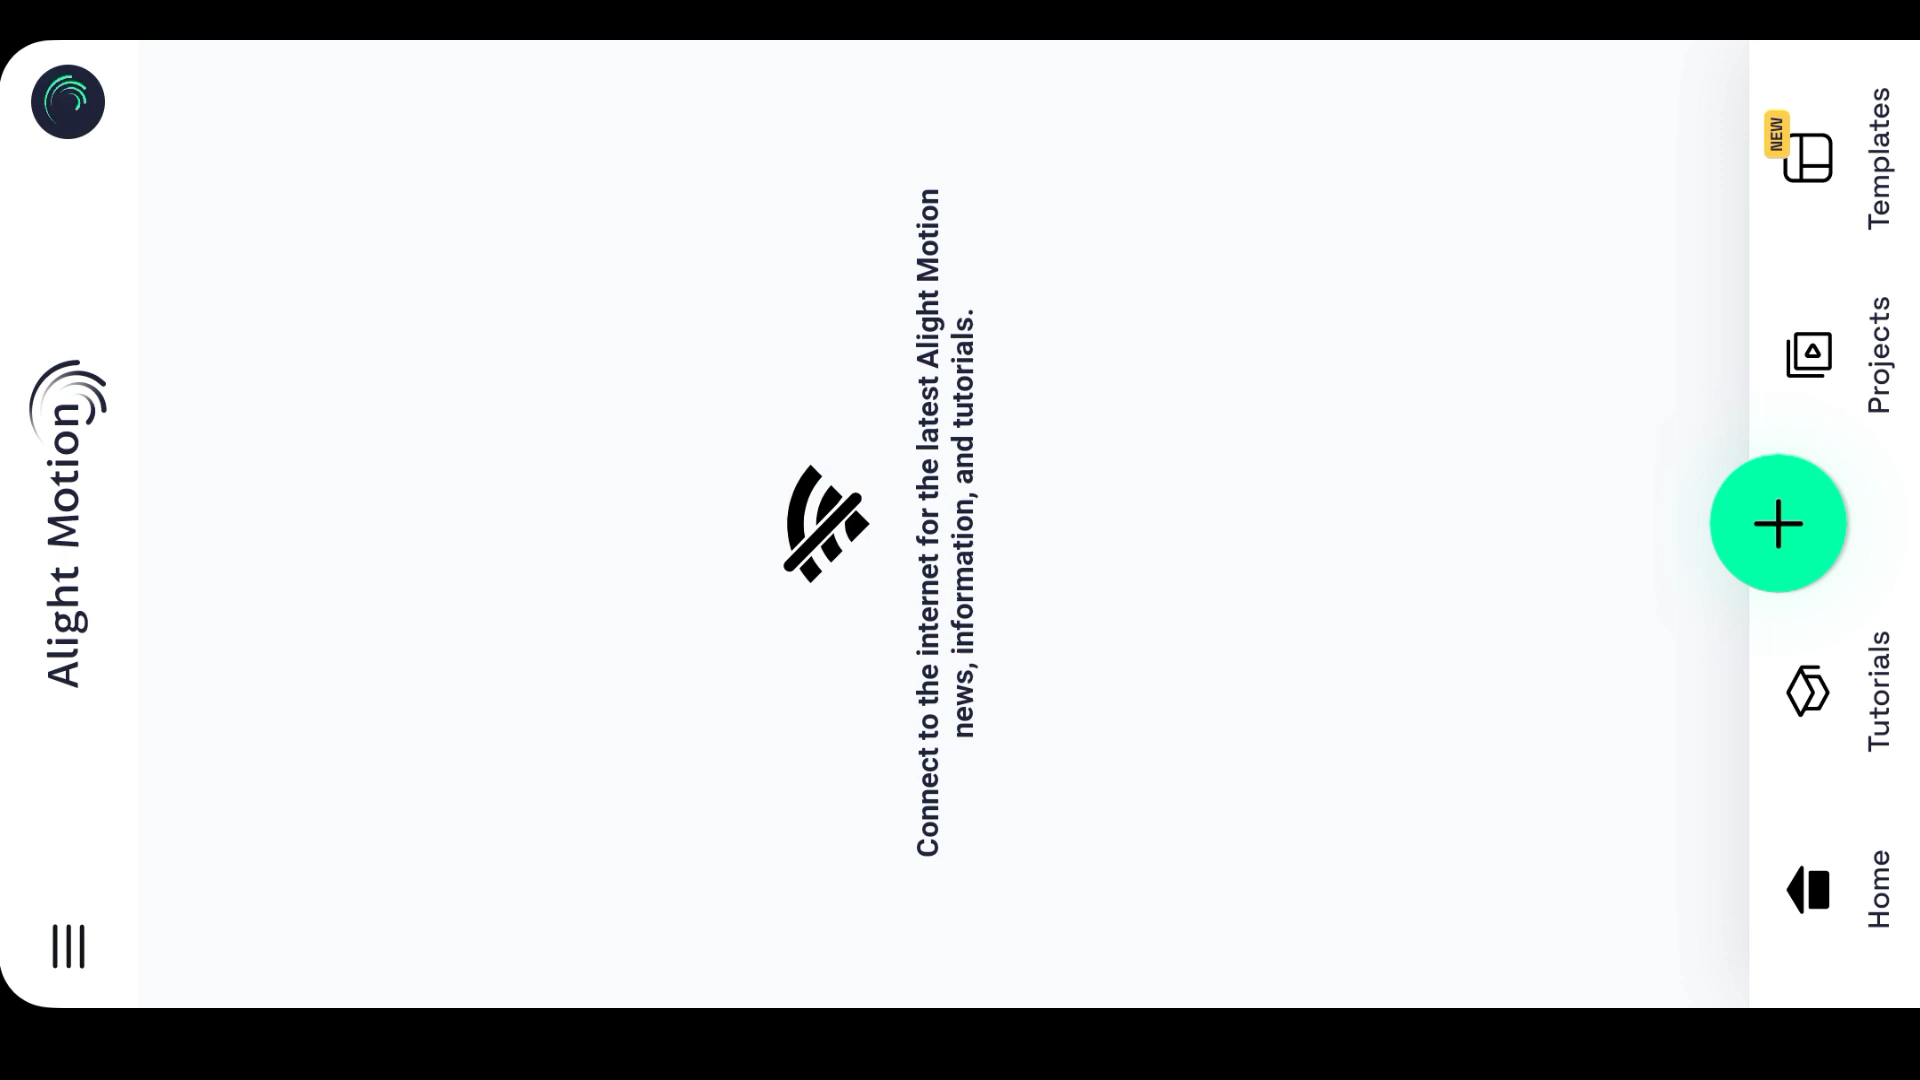 Alight Motion
Connect to the internet for the latest Alight Motion
news, information, and tutorials.
Home
Tutorials
Projects
NEW
Templates